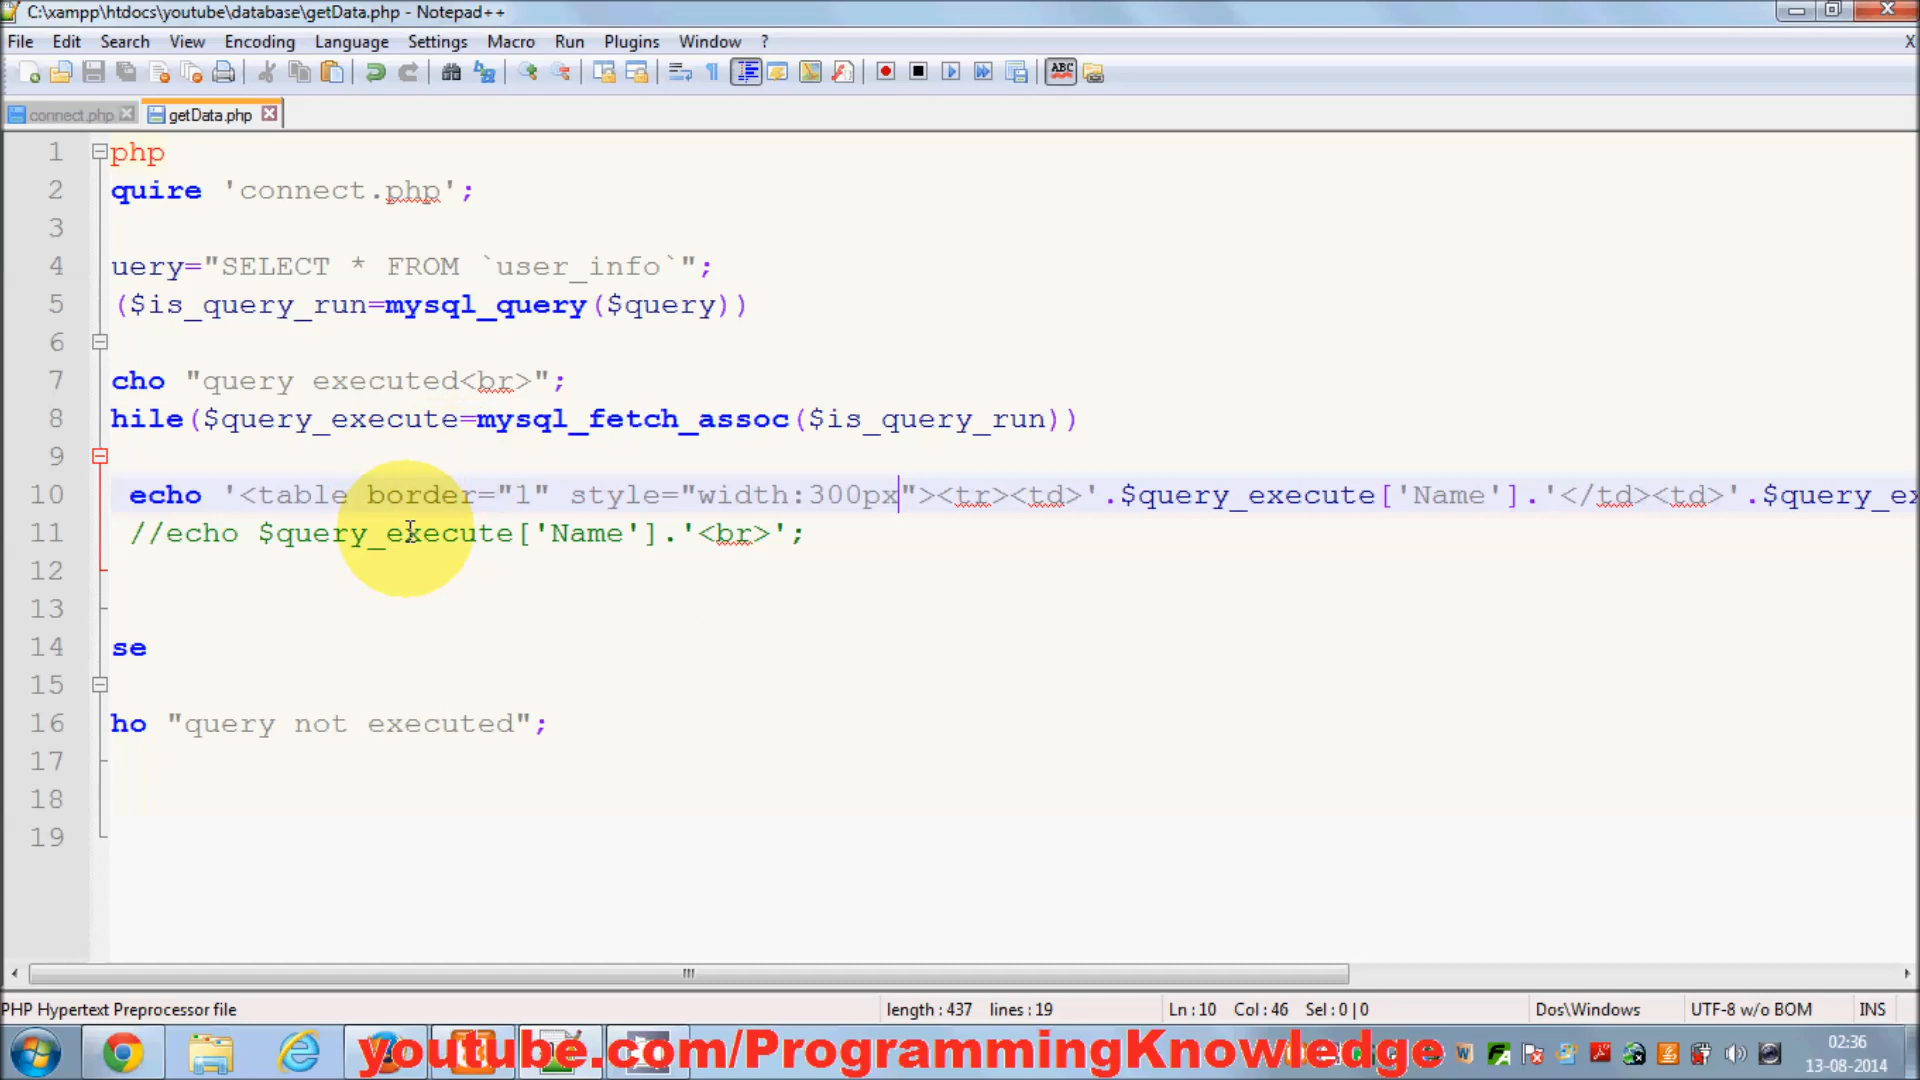 C:\xampp\htdocs\youtube\database\getData.php - Notepad++
File Edit Search View Encoding Language Settings Macro Run Plugins Window ? X
ABC
connect.php getData.php
1 php
2 quire 'connect.php';
3
4 uery="SELECT * FROM `user_info`";
5 ($is_query_run=mysql_query($query))
6
7 cho "query executed<br>";
8 hile($query_execute=mysql_fetch_assoc($is_query_run))
9
10 echo '<table border="1" style="width:300px"><tr><td>'.$query_execute['Name'].'</td><td>'.$query_ex
11 //echo $query_execute['Name'].'<br>';
12
13
14 se
15
16 ho "query not executed";
17
18
19
PHP Hypertext Preprocessor file length : 437 lines : 19 Ln : 10 Col : 46 Sel : 0 | 0 Dos\Windows UTF-8 w/o BOM INS
youtube.com/ProgrammingKnowledge
02:36
13-08-2014